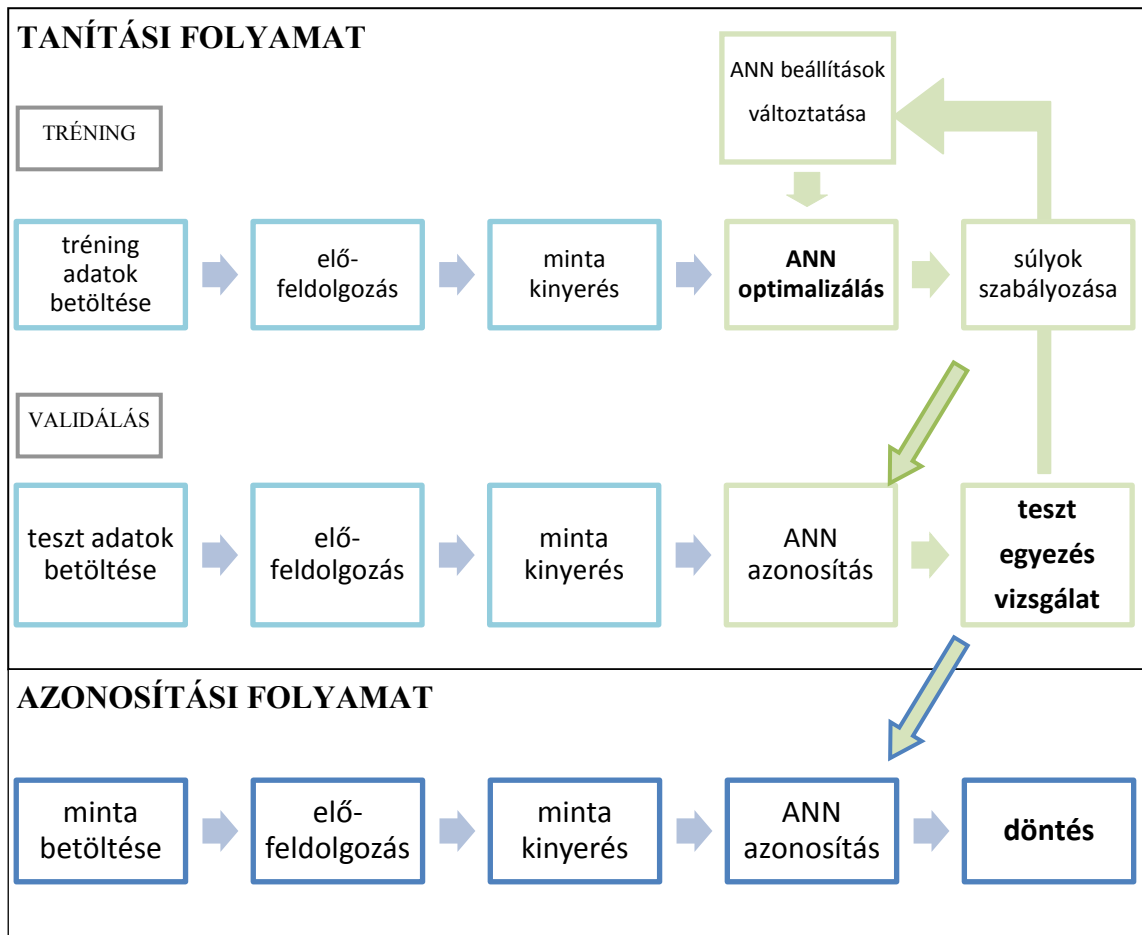 TANÍTÁSI FOLYAMAT
ANN beállítások
változtatása
TRÉNING
tréning
adatok
betöltése
elő-
feldolgozás
minta
kinyerés
ANN
optimalizálás
súlyok
szabályozása
VALIDÁLÁS
teszt adatok
betöltése
elő-
feldolgozás
minta
kinyerés
ANN
azonosítás
teszt
egyezés
vizsgálat
AZONOSÍTÁSI FOLYAMAT
minta
betöltése
elő-
feldolgozás
minta
kinyerés
ANN
azonosítás
döntés